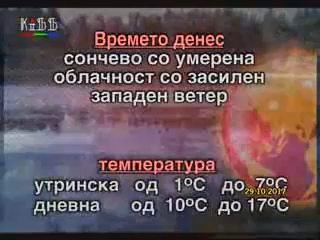 КІББ
Времето денес
сончево со умерена
облачност со засилен
западен ветер
температура
утринска од 1°С до 7°С
29.10.2017
дневна од 10°С до 17°С